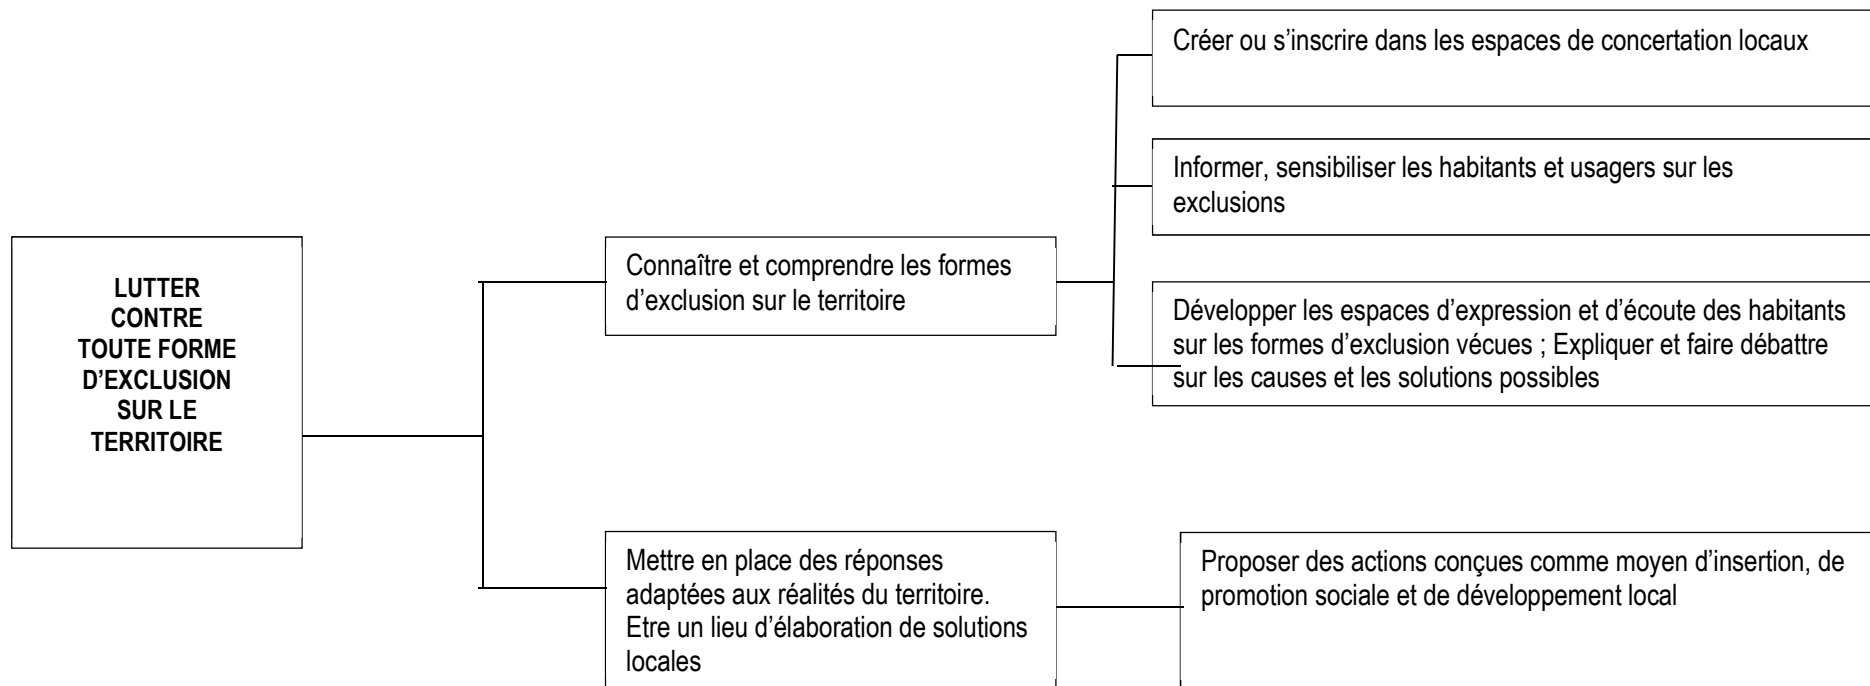 LUTTER
CONTRE
TOUTE FORME
D'EXCLUSION
SUR LE
TERRITOIRE
Connaître et comprendre les formes
d'exclusion sur le territoire
Créer ou s'inscrire dans les espaces de concertation locaux
Informer, sensibiliser les habitants et usagers sur les
exclusions
Développer les espaces d'expression et d'écoute des habitants
sur les formes d'exclusion vécues ; Expliquer et faire débattre
sur les causes et les solutions possibles
Mettre en place des réponses
adaptées aux réalités du territoire.
Etre un lieu d'élaboration de solutions
locales
Proposer des actions conçues comme moyen d'insertion, de
promotion sociale et de développement local